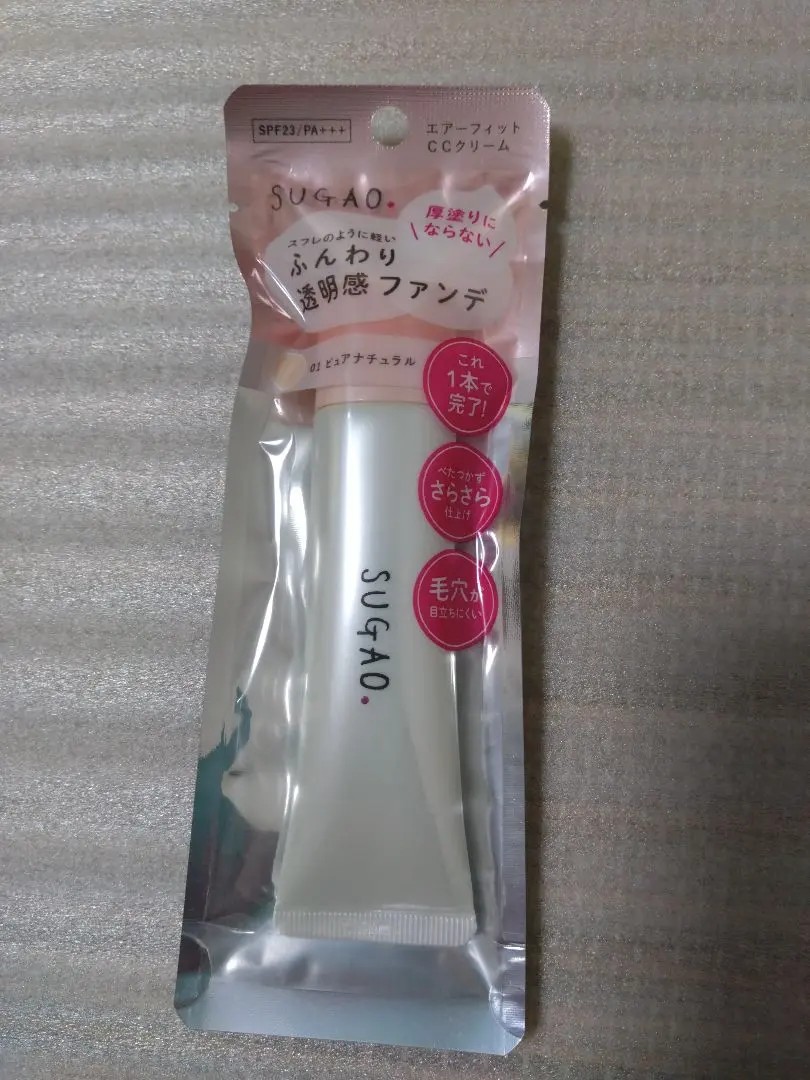 SPF23/PA+++
エアーフィット
CCクリーム
SUGAO.
厚塗りに
ならない
スフレのように軽い
ふんわり
透明感ファンデ
01 ピュアナチュラル
これ
1本で
完了!
べたつかず
さらさら
仕上げ
毛穴が
目立ちにくい
SUGAO.